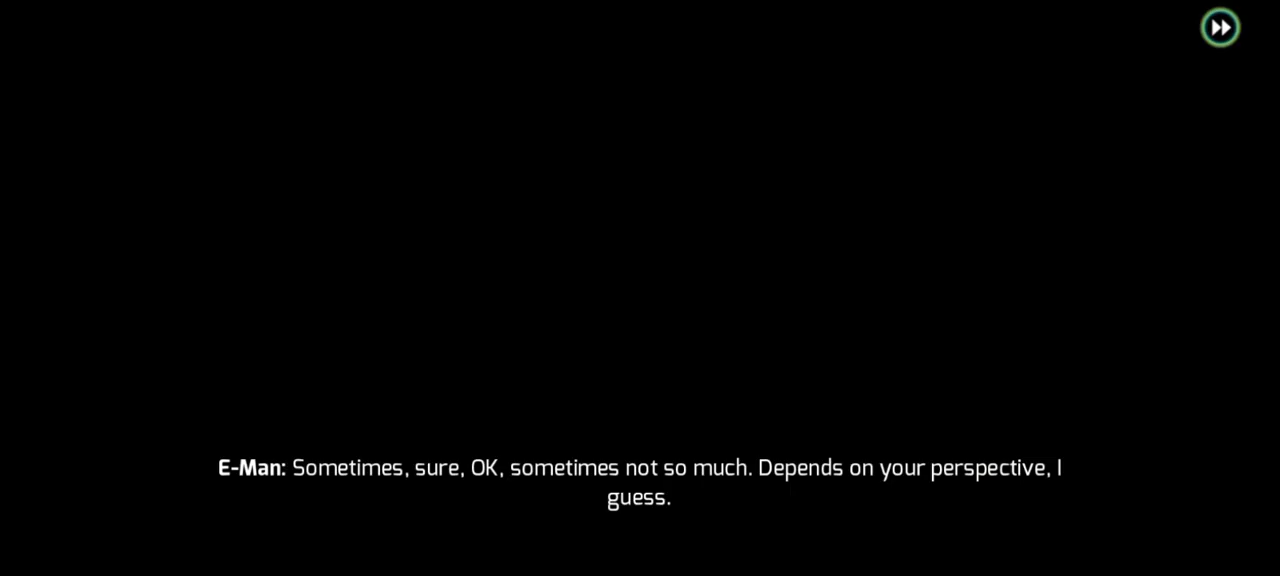 E-Man: Sometimes, sure, OK, sometimes not so much. Depends on your perspective, I
guess.